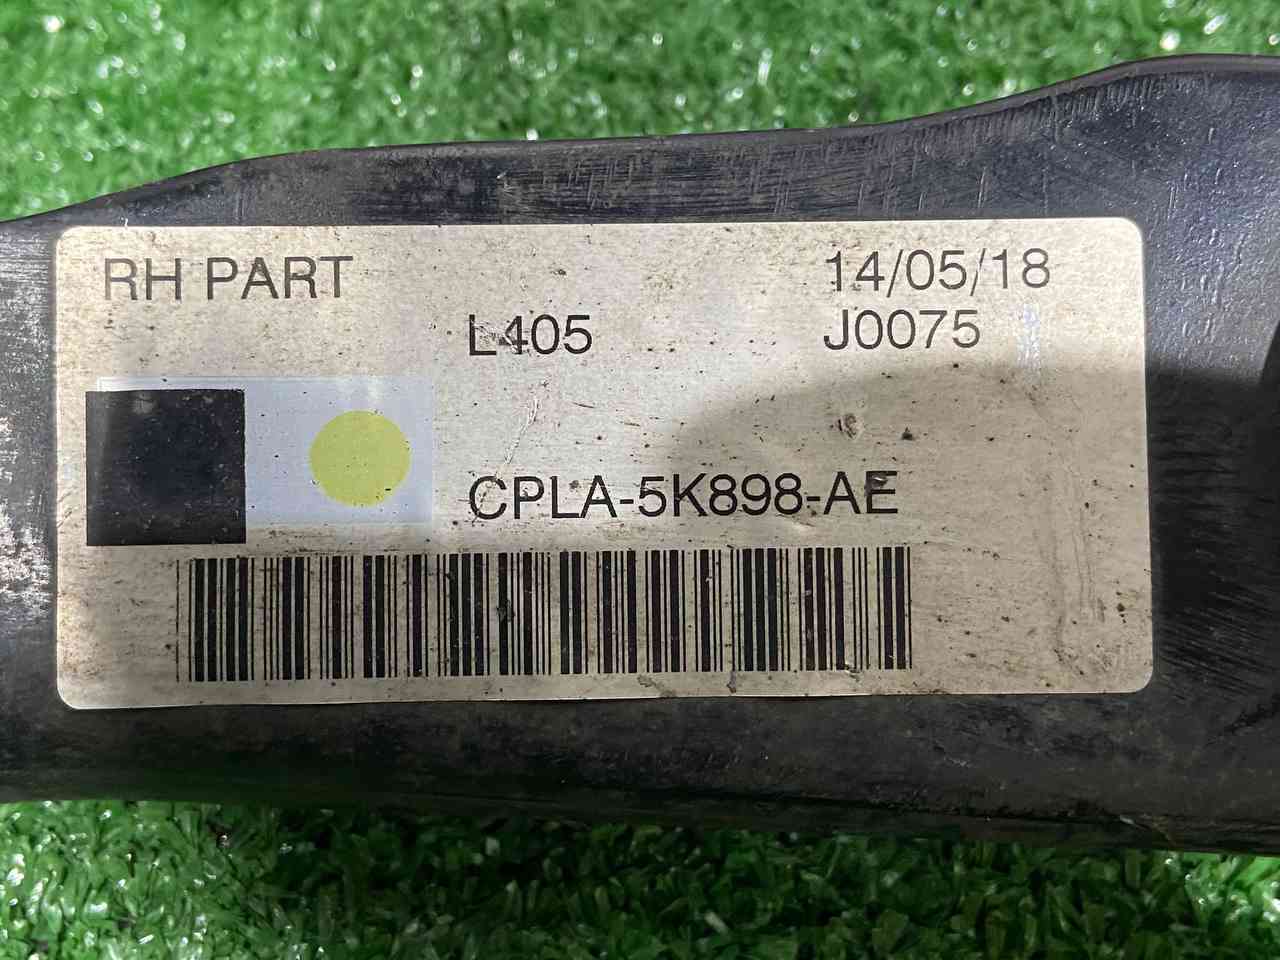 RH PART
14/05/18
L405
J0075
CPLA-5K898-AE